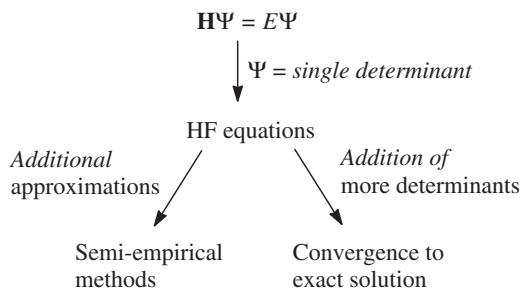 HΨ = EΨ
Ψ = single determinant
HF equations
Additional
approximations
Addition of
more determinants
Semi-empirical
methods
Convergence to
exact solution